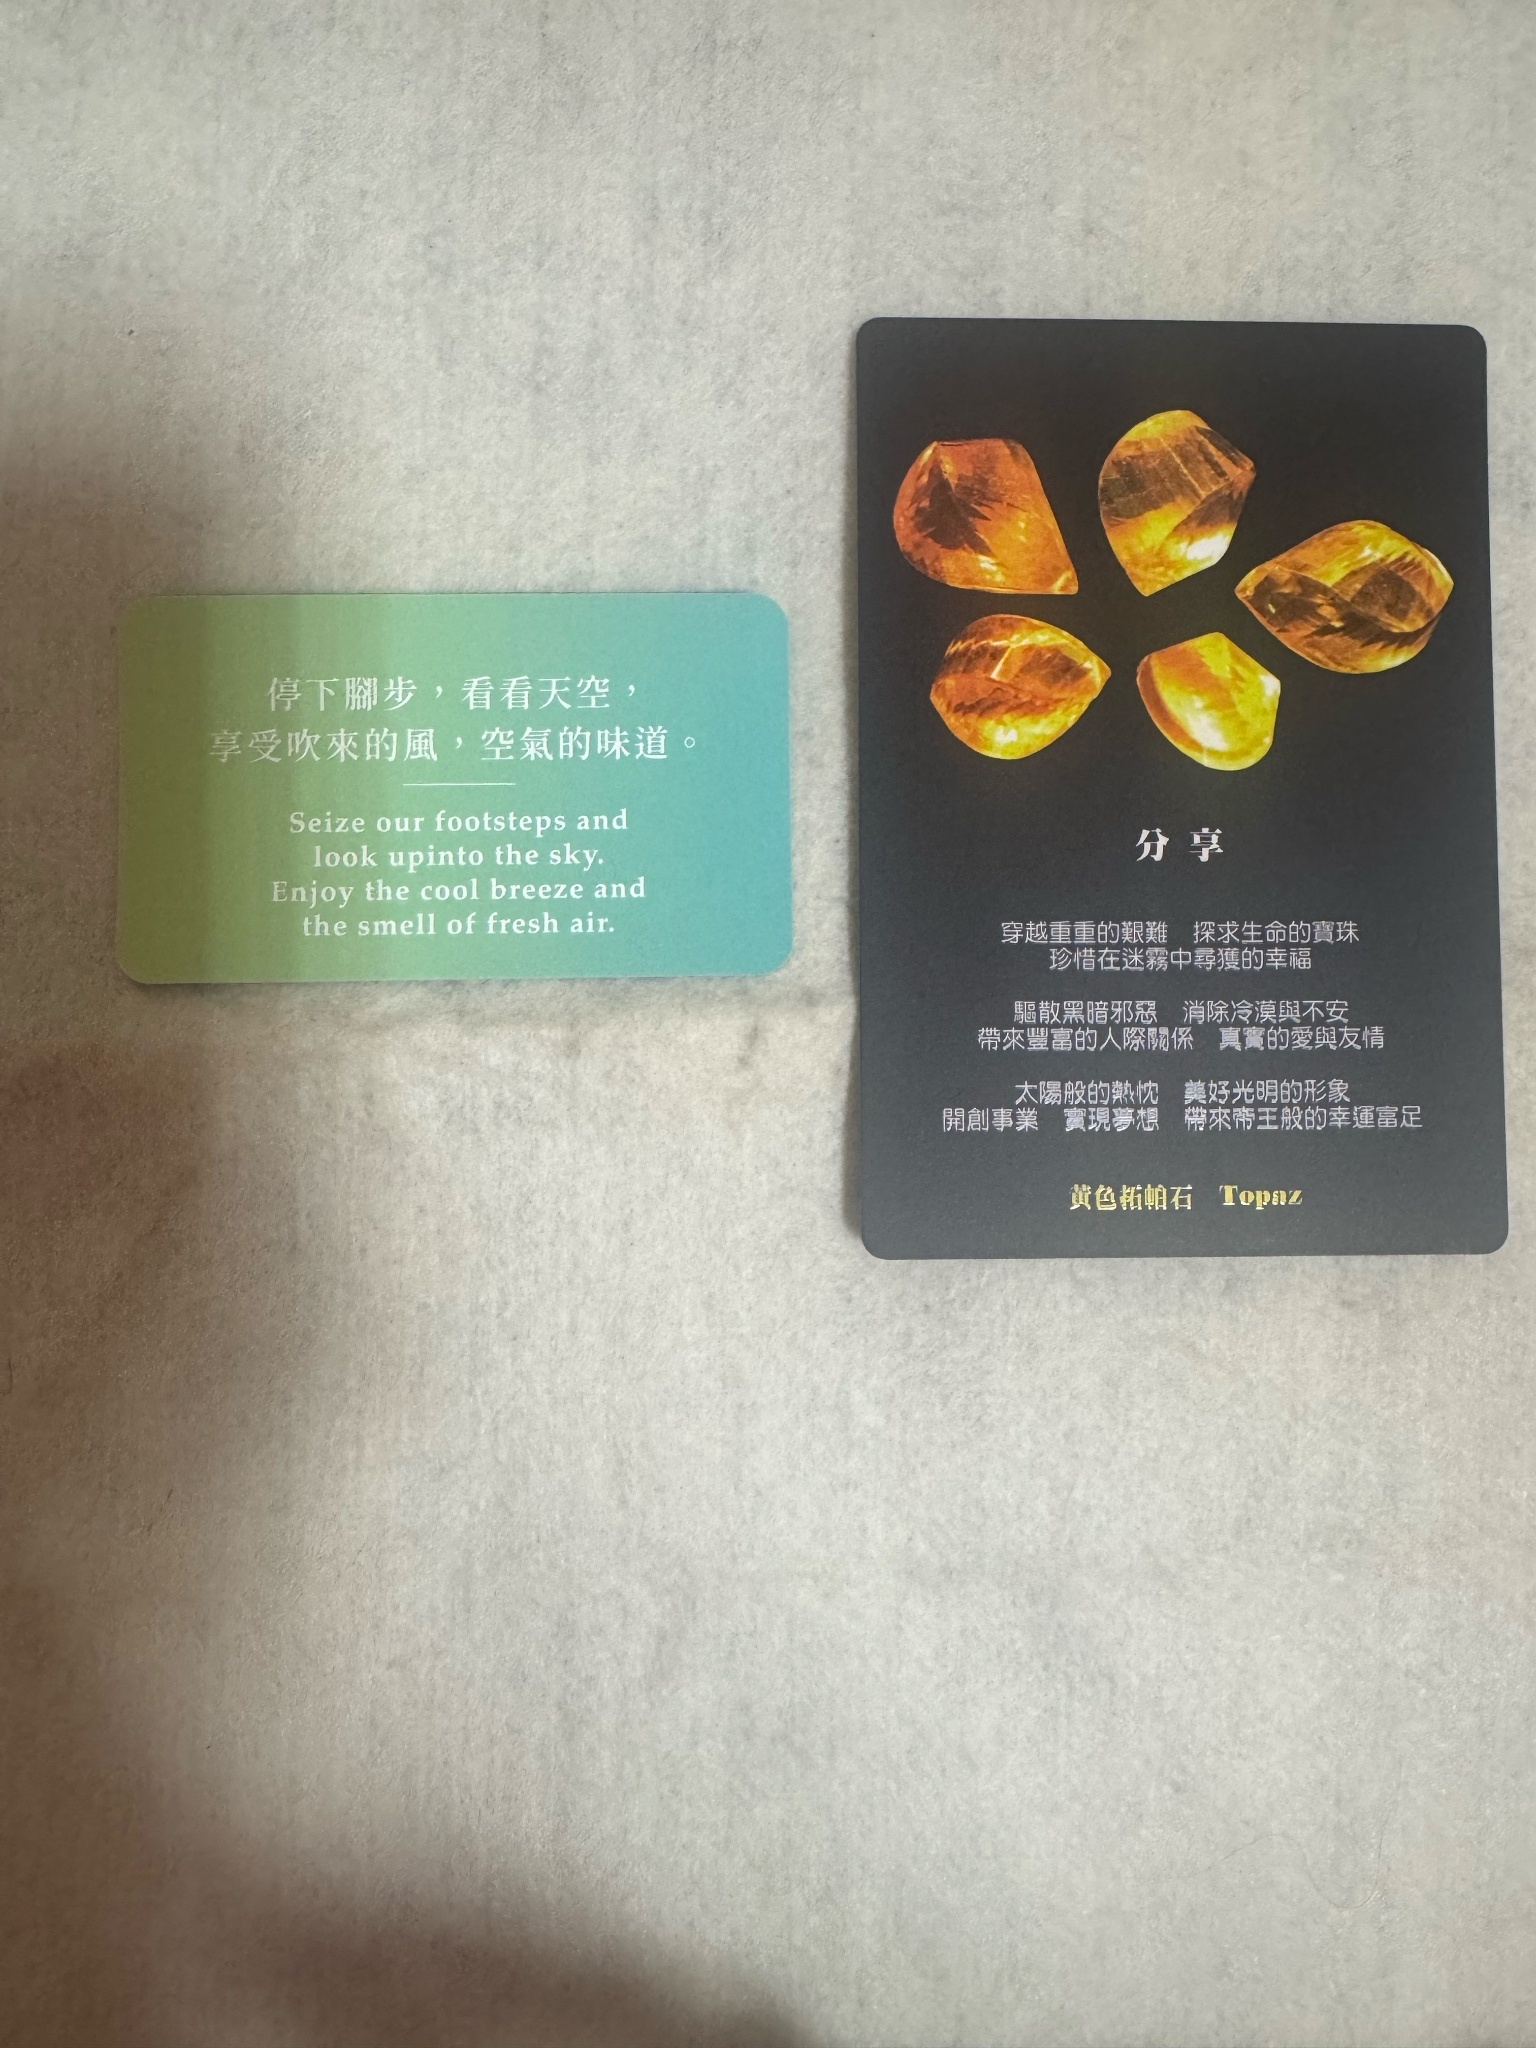 停下腳步，看看天空，
享受吹來的風，空氣的味道。
Seize our footsteps and
look upinto the sky.
Enjoy the cool breeze and
the smell of fresh air.
分享
穿越重重的艱難　探求生命的寶珠
珍惜在迷霧中尋獲的幸福
驅散黑暗邪惡　消除冷漠與不安
帶來豐富的人際關係　真實的愛與友情
太陽般的熱忱　美好光明的形象
開創事業　實現夢想　帶來帝王般的幸運富足
黃色拓帕石　Topaz